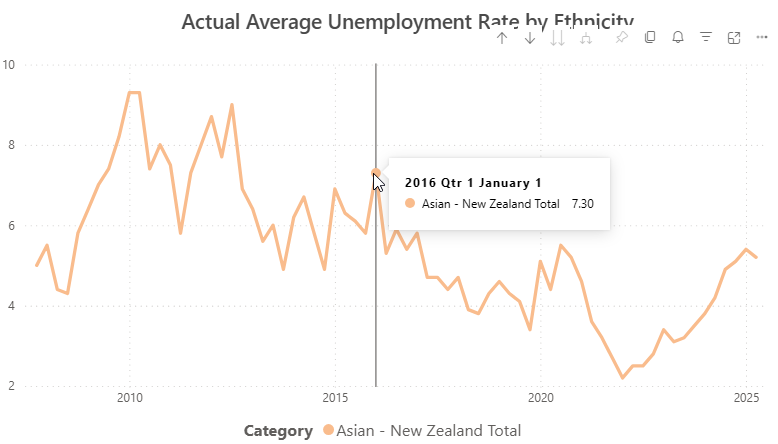 Actual Average Unemployment Rate by Ethnicity
10
8
6
4
2
2016 Qtr 1 January 1
Asian - New Zealand Total 7.30
2010 2015 2020 2025
Category Asian - New Zealand Total